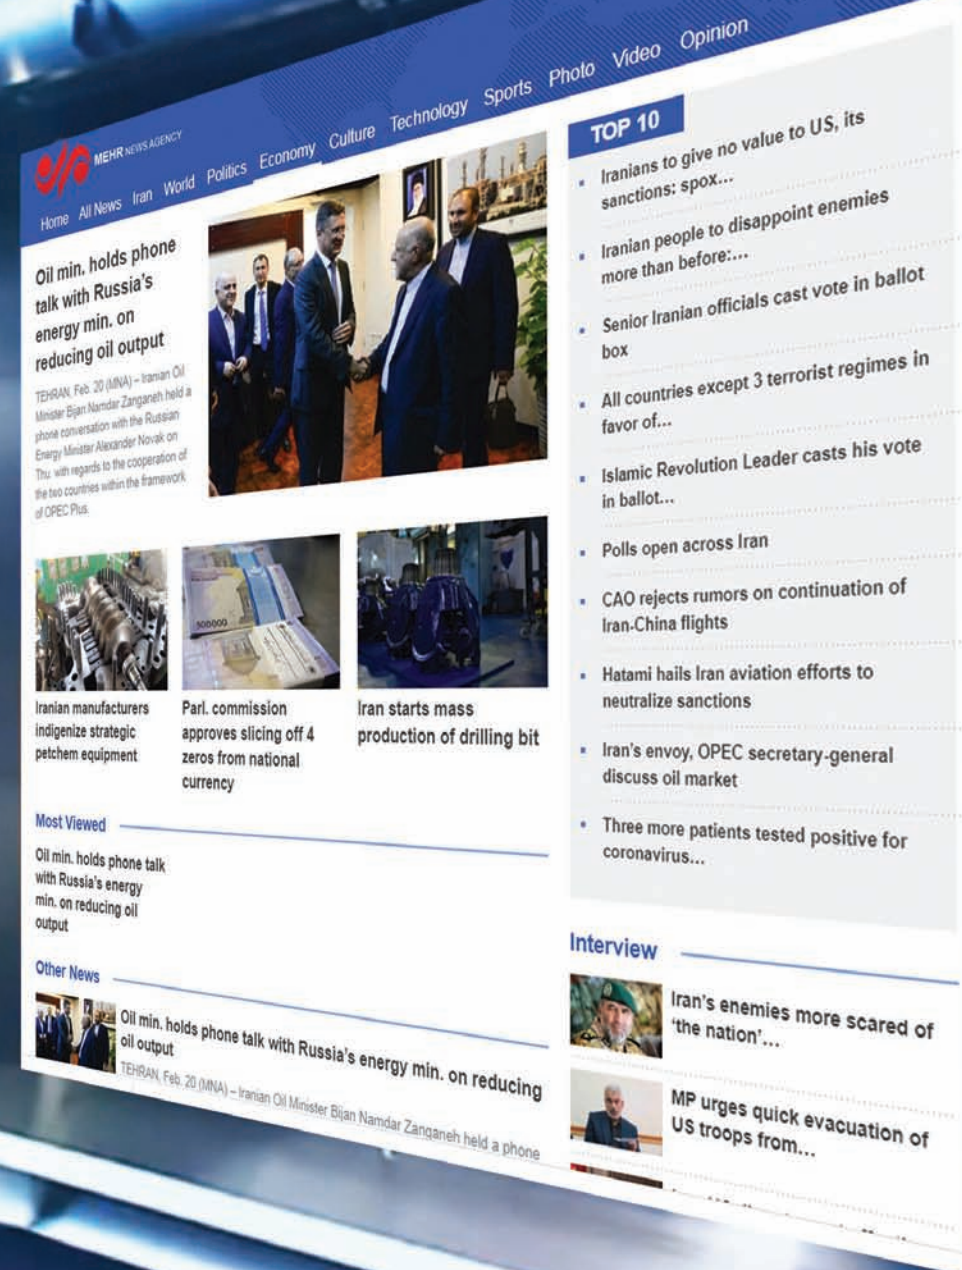 MEHR NEWS AGENCY
Home All News Iran World Politics Economy Culture Technology Sports Photo Video Opinion
Oil min. holds phone
talk with Russia's
energy min. on
reducing oil output
TEHRAN, Feb. 20 (MNA) – Iranian Oil
Minister Bijan Namdar Zanganeh held a
phone conversation with the Russian
Energy Minister Alexander Novak on
Thu. with regards to the cooperation of
the two countries within the framework
of OPEC Plus.
500000
Iranian manufacturers
indigenize strategic
petchem equipment
Parl. commission
approves slicing off 4
zeros from national
currency
Iran starts mass
production of drilling bit
Most Viewed
Oil min. holds phone talk
with Russia's energy
min. on reducing oil
output
Other News
Oil min. holds phone talk with Russia's energy min. on reducing
oil output
TEHRAN, Feb. 20 (MNA) – Iranian Oil Minister Bijan Namdar Zanganeh held a phone
TOP 10
Iranians to give no value to US, its
sanctions: spox...
Iranian people to disappoint enemies
more than before:...
Senior Iranian officials cast vote in ballot
box
All countries except 3 terrorist regimes in
favor of...
Islamic Revolution Leader casts his vote
in ballot...
Polls open across Iran
CAO rejects rumors on continuation of
Iran-China flights
Hatami hails Iran aviation efforts to
neutralize sanctions
Iran's envoy, OPEC secretary-general
discuss oil market
Three more patients tested positive for
coronavirus...
Interview
Iran's enemies more scared of
'the nation'...
MP urges quick evacuation of
US troops from...